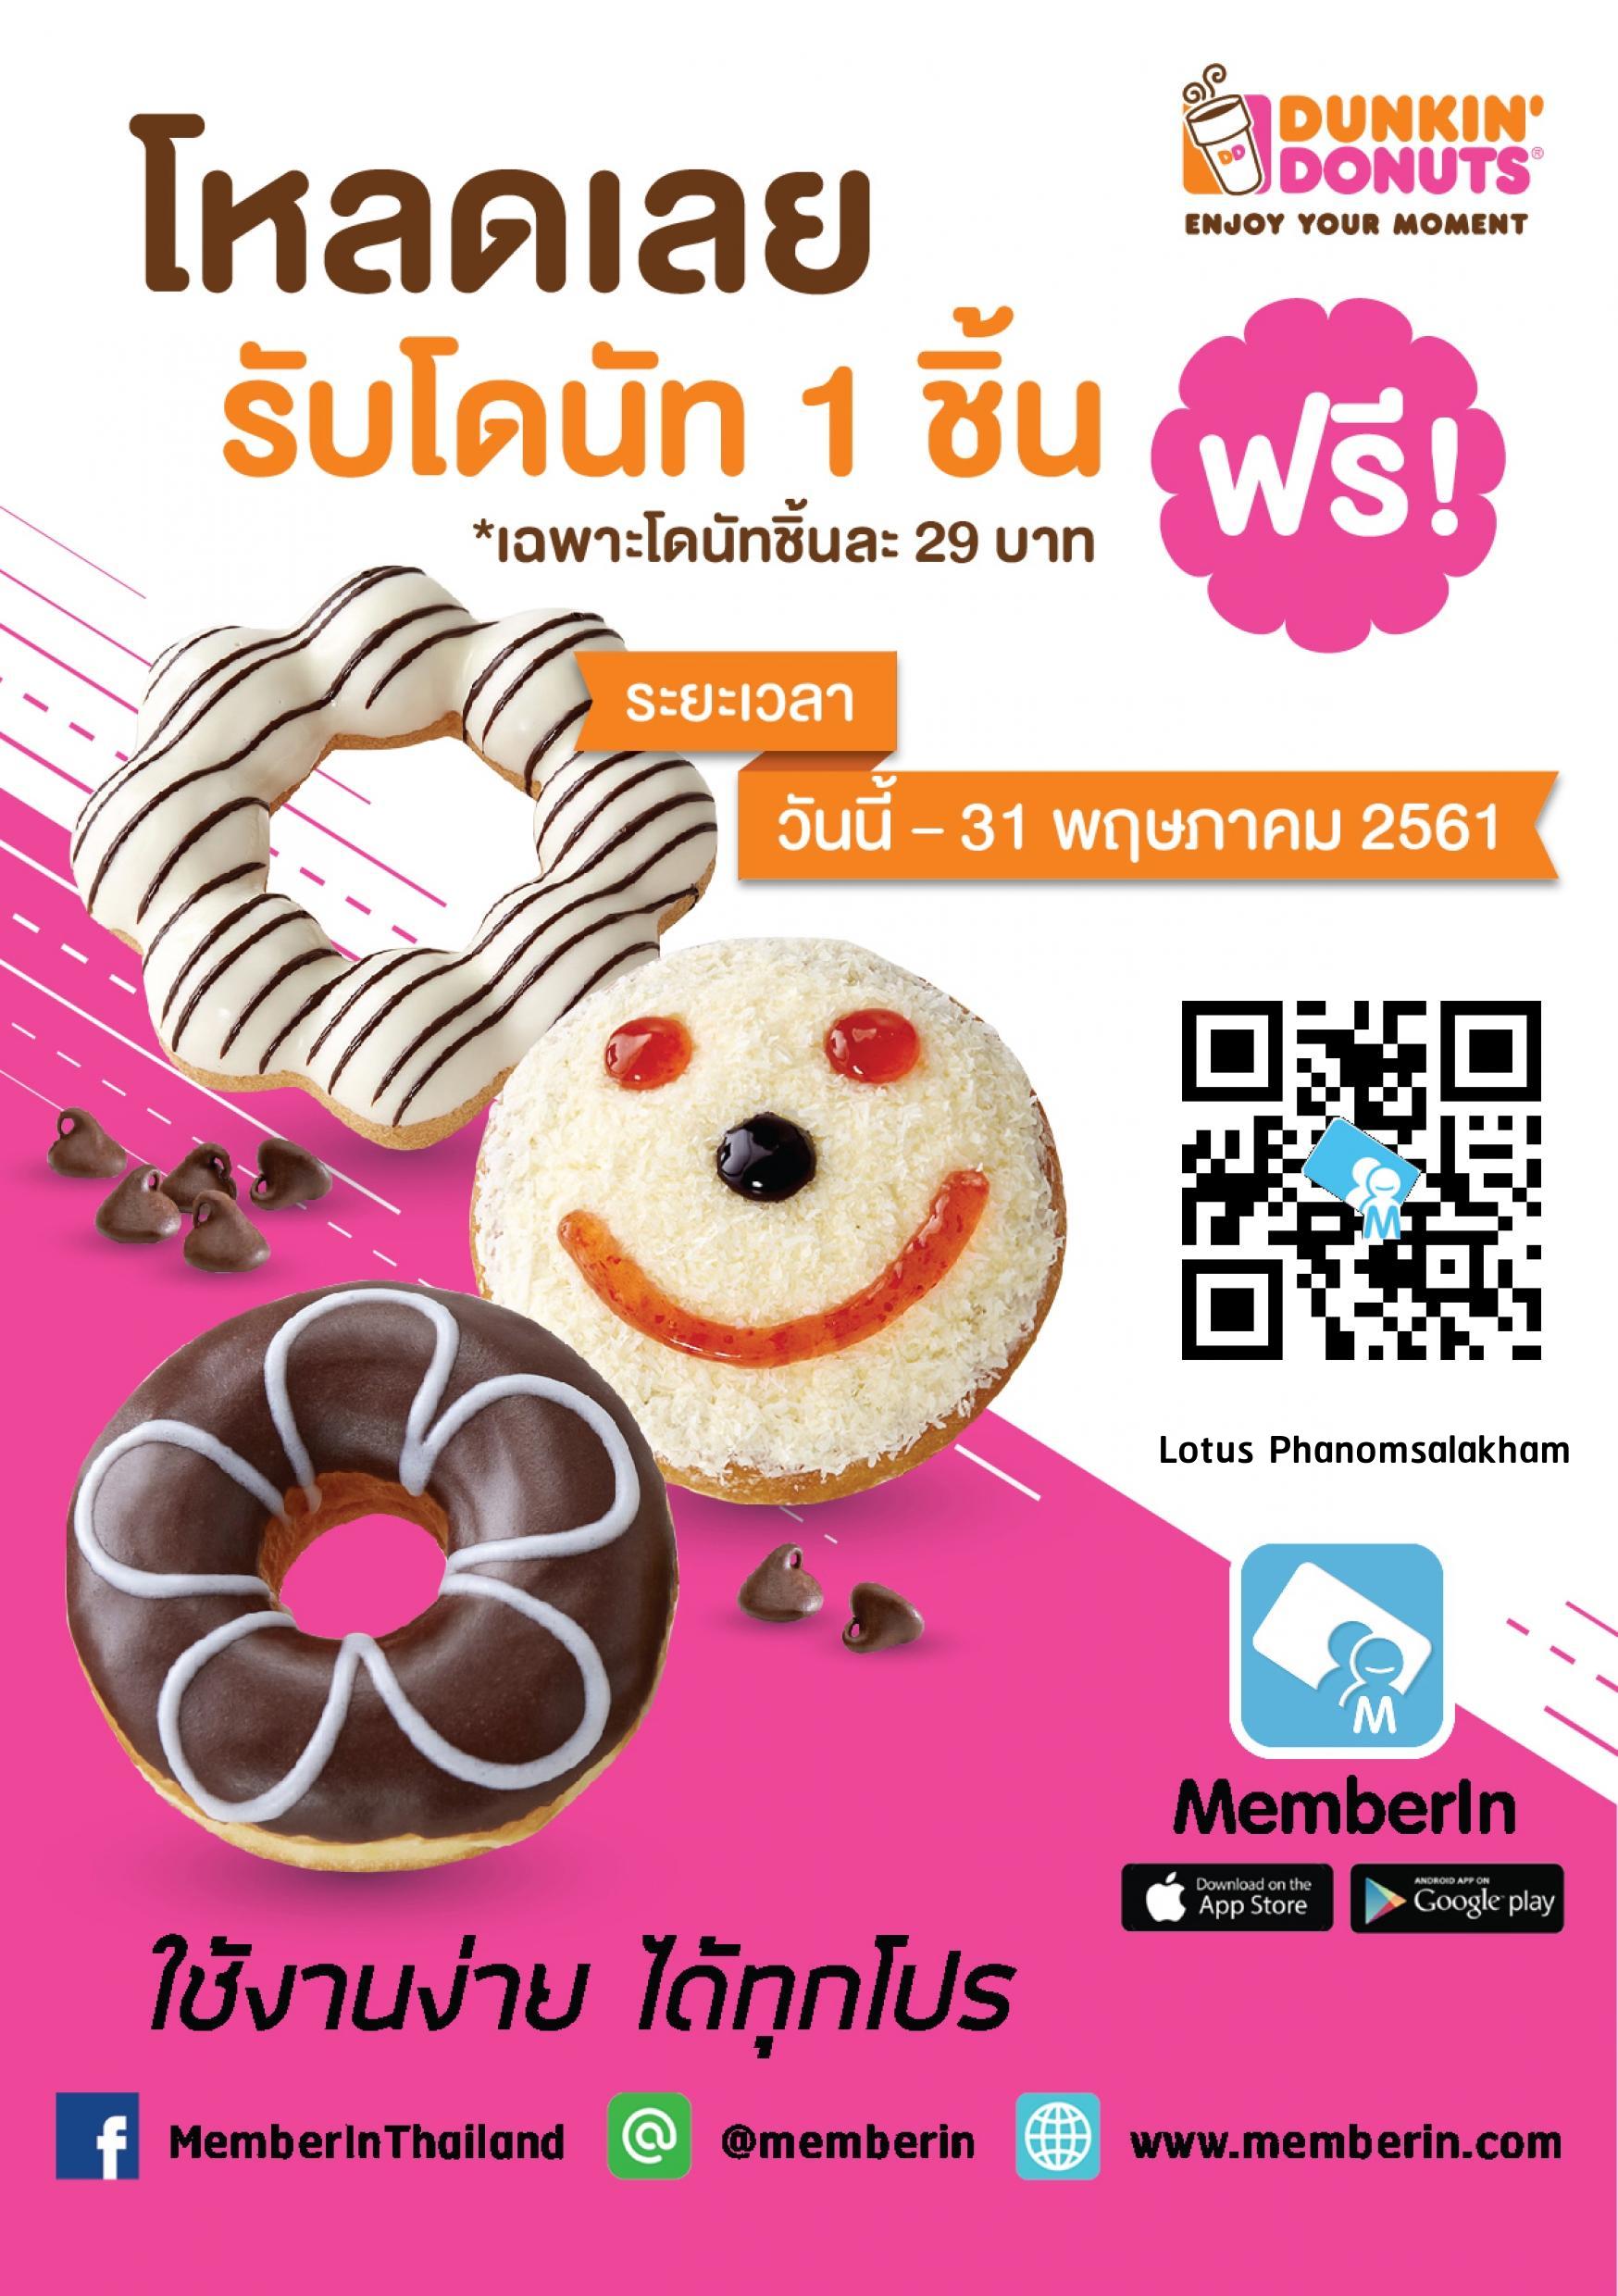 DUNKIN'
DONUTS®
ENJOY YOUR MOMENT
โหลดเลย
รับโดนัท 1 ชิ้น
ฟรี!
*เฉพาะโดนัทชิ้นละ 29 บาท
ระยะเวลา
วันนี้ – 31 พฤษภาคม 2561
M
Lotus Phanomsalakham
M
MemberIn
Download on the
App Store
ANDROID APP ON
Google play
ใช้งานง่าย ได้ทุกโปร
f MemberInThailand @ @memberin www.memberin.com